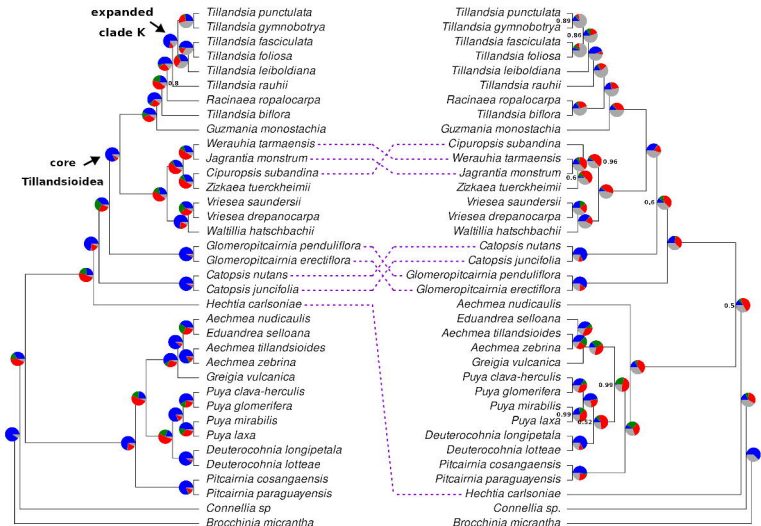 expanded
clade K
core
Tillandsioidea
Tillandsia punctulata
Tillandsia gymnobotrya
Tillandsia fasciculata
Tillandsia foliosa
Tillandsia leiboldiana
Tillandsia rauhii
0.8
Racinaea ropalocarpa
Tillandsia biflora
Guzmania monostachia
Werauhia tarmaensis
Jagrantia monstrum
Cipuropsis subandina
Zizkaea tuerckheimii
Vriesea saundersii
Vriesea drepanocarpa
Waltillia hatschbachii
Glomeropitcairnia penduliflora
Glomeropitcairnia erectiflora
Catopsis nutans
Catopsis juncifolia
Hechtia carlsoniae
Aechmea nudicaulis
Eduandrea selloana
Aechmea tillandsioides
Aechmea zebrina
Greigia vulcanica
Puya clava-herculis
Puya glomerifera
Puya mirabilis
Puya laxa
Deuterocohnia longipetala
Deuterocohnia lotteae
Pitcairnia cosangaensis
Pitcairnia paraguayensis
Connellia sp
Brocchinia micrantha
Tillandsia punctulata
0.89
Tillandsia gymnobotrya
0.86
Tillandsia fasciculata
Tillandsia foliosa
Tillandsia leiboldiana
Tillandsia rauhii
Racinaea ropalocarpa
Tillandsia biflora
Guzmania monostachia
Cipuropsis subandina
Werauhia tarmaensis
0.96
Jagrantia monstrum
0.6
Zizkaea tuerckheimii
Vriesea saundersii
0.6
Vriesea drepanocarpa
Waltillia hatschbachii
Catopsis nutans
Catopsis juncifolia
Glomeropitcairnia penduliflora
Glomeropitcairnia erectiflora
Aechmea nudicaulis
0.5
Eduandrea selloana
Aechmea tillandsioides
Aechmea zebrina
Greigia vulcanica
Puya clava-herculis
0.99
Puya glomerifera
Puya mirabilis
0.99
Puya laxa
0.52
Deuterocohnia longipetala
Deuterocohnia lotteae
Pitcairnia cosangaensis
Pitcairnia paraguayensis
Hechtia carlsoniae
Connellia sp.
Brocchinia micrantha